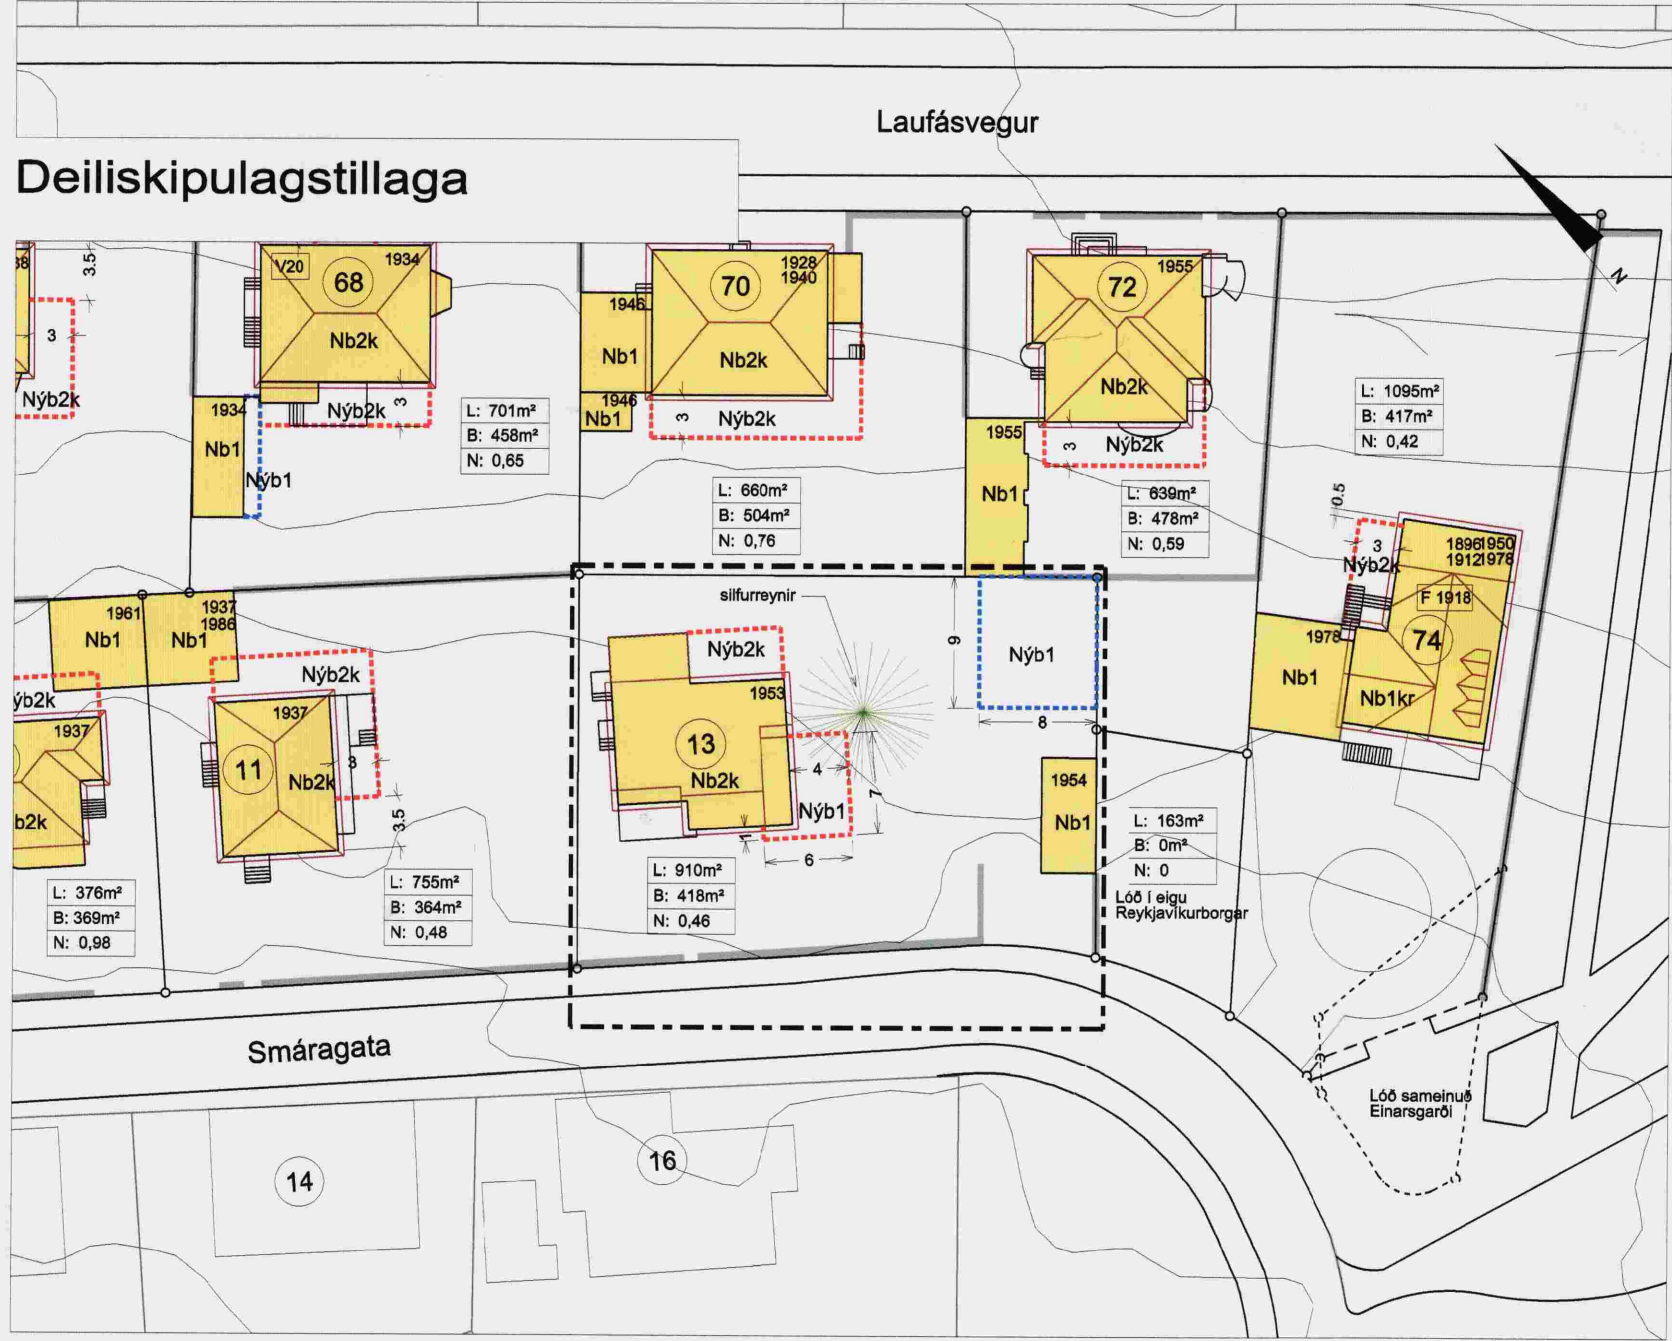 Laufásvegur
Deiliskipulagstillaga
N
3.5
3
Nýb2k
V20
1934
68
Nb2k
Nýb2k
3
1934
Nb1
Nýb1
L: 701m²
B: 458m²
N: 0,65
1928
1940
70
Nb2k
1946
Nb1
1946
Nb1
3
Nýb2k
L: 660m²
B: 504m²
N: 0,76
1955
72
Nb2k
1955
Nb1
3
Nýb2k
L: 639m²
B: 478m²
N: 0,59
L: 1095m²
B: 417m²
N: 0,42
0.5
3
Nýb2k
1896 1950
1912 1978
F 1918
74
1978
Nb1
Nb1kr
1961
Nb1
1937
1986
Nb1
ýb2k
1937
b2k
L: 376m²
B: 369m²
N: 0,98
Nýb2k
1937
11
Nb2k
3
3.5
L: 755m²
B: 364m²
N: 0,48
silfurreynir
Nýb2k
1953
13
Nb2k
4
7
Nýb1
1
6
L: 910m²
B: 418m²
N: 0,46
9
Nýb1
8
1954
Nb1
L: 163m²
B: 0m²
N: 0
Lóð í eigu
Reykjavíkurborgar
Smáragata
Lóð sameinuð
Einarsgarði
14
16